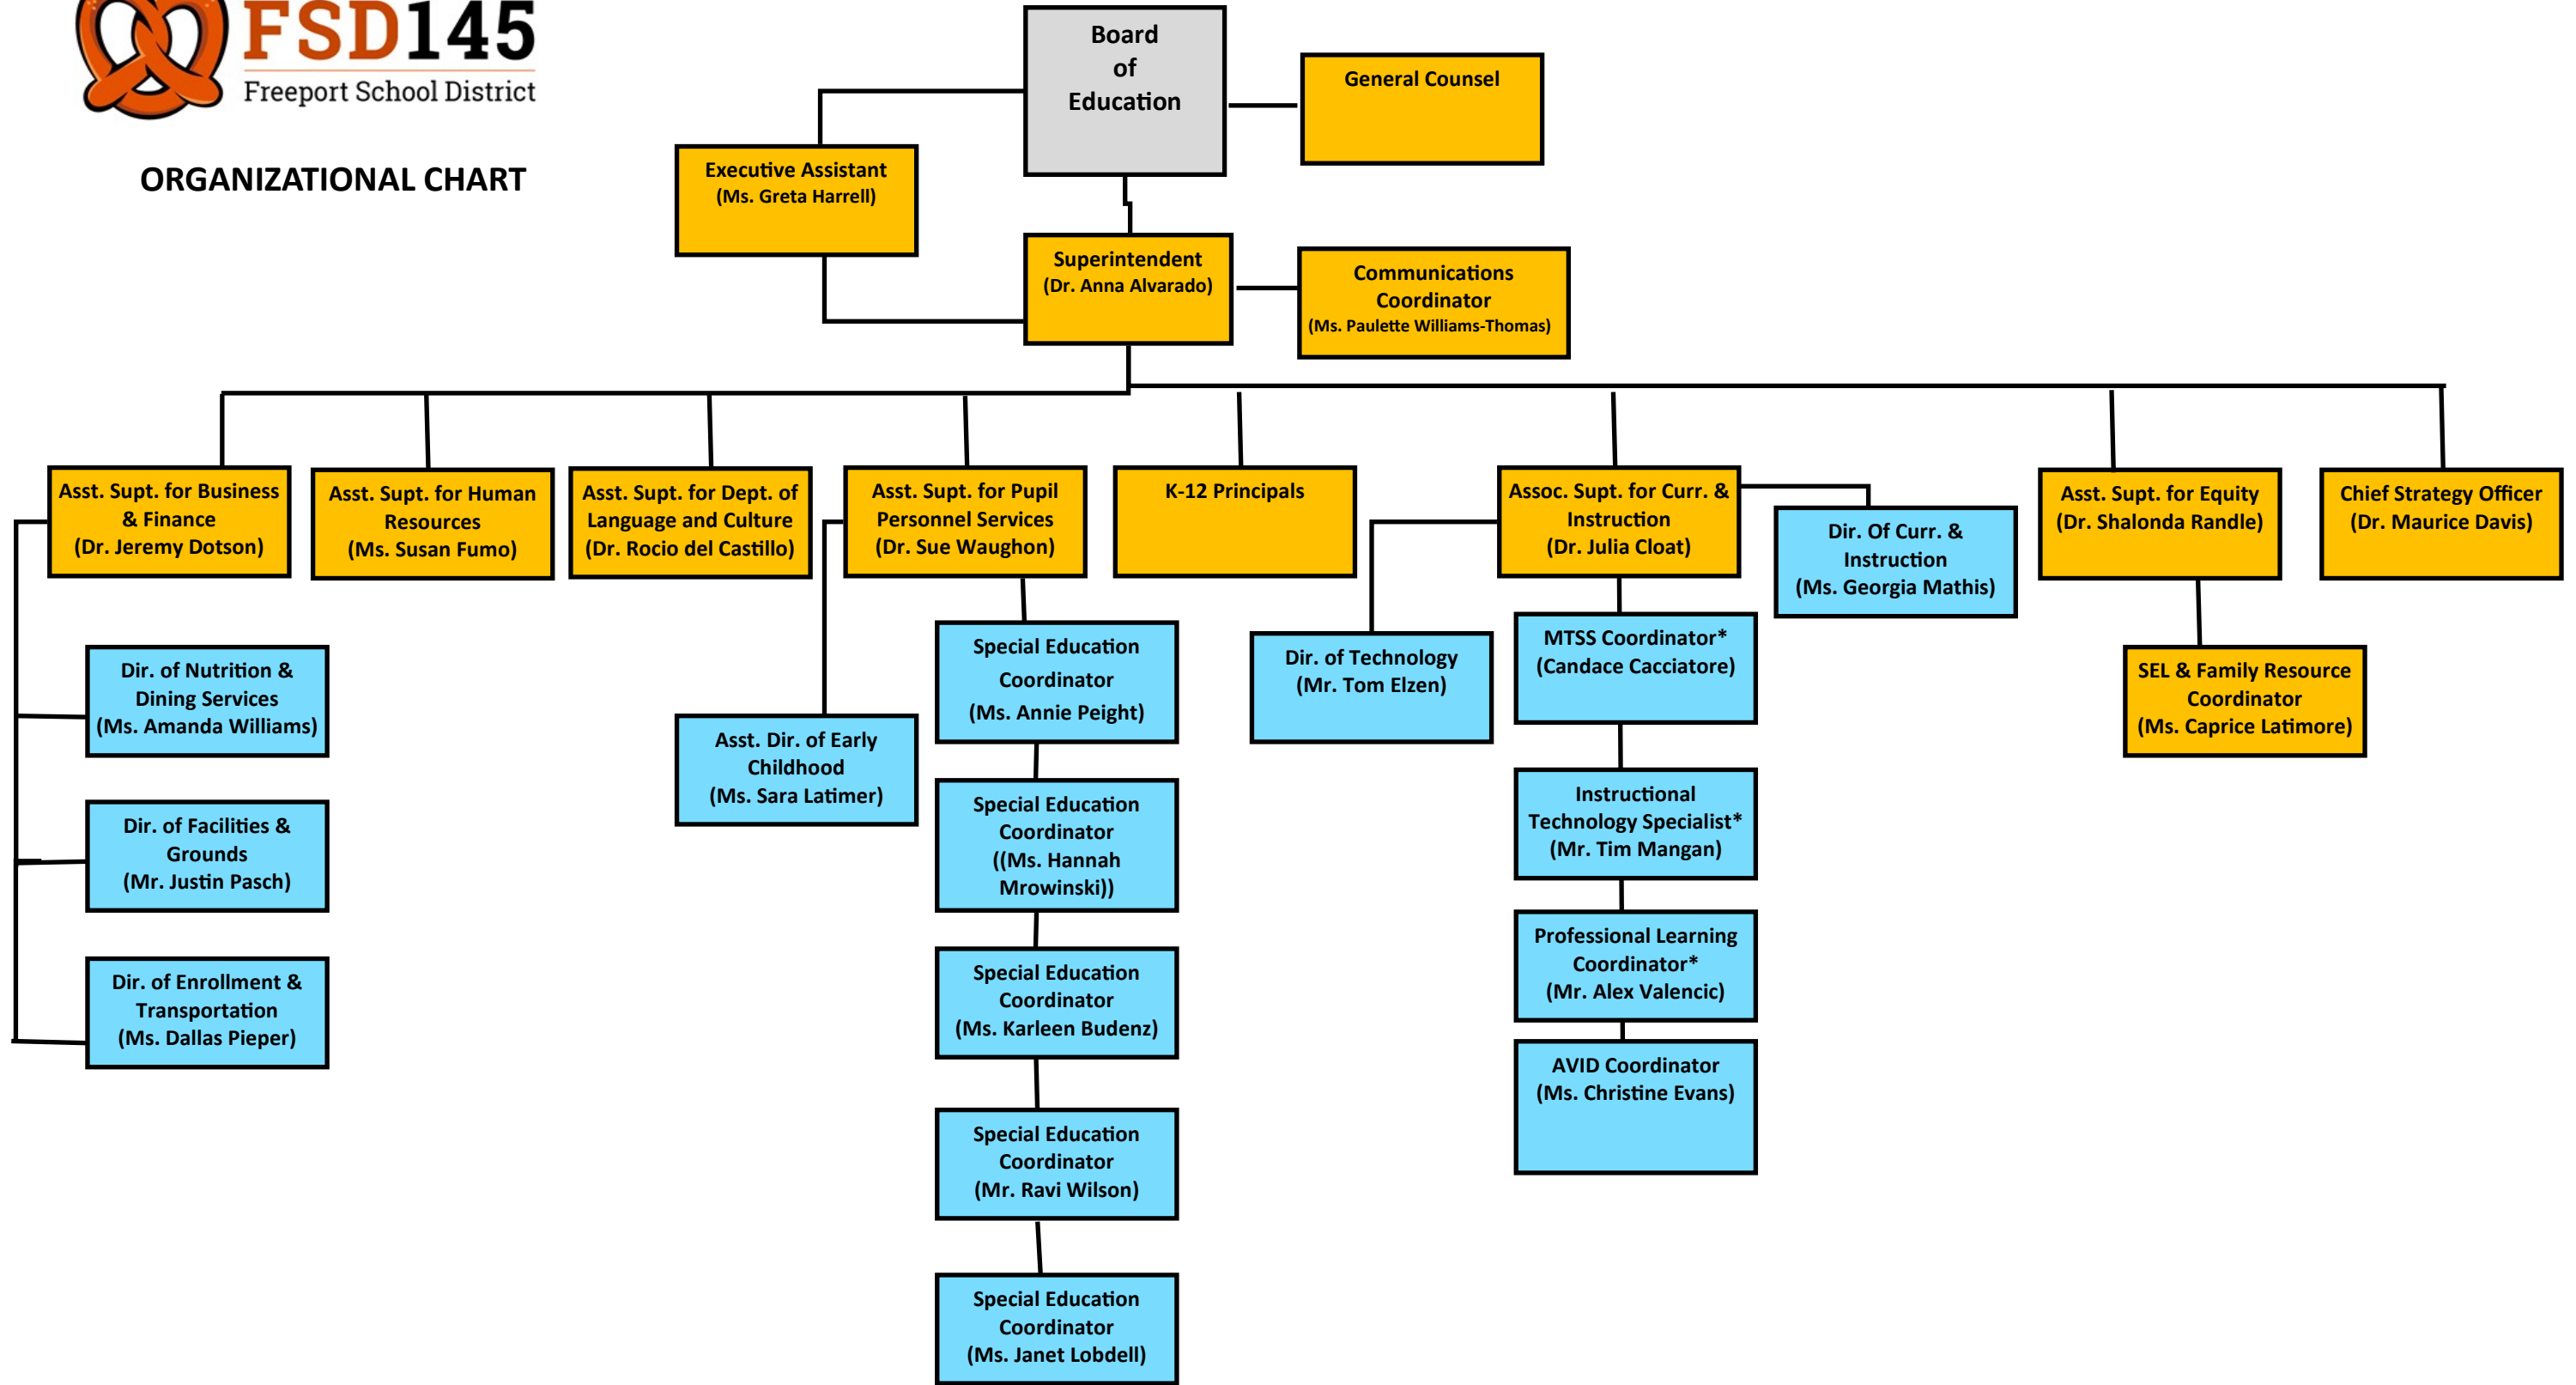 FSD145
Freeport School District
ORGANIZATIONAL CHART
Board
of
Education
General Counsel
Executive Assistant
(Ms. Greta Harrell)
Superintendent
(Dr. Anna Alvarado)
Communications
Coordinator
(Ms. Paulette Williams-Thomas)
Asst. Supt. for Business
& Finance
(Dr. Jeremy Dotson)
Asst. Supt. for Human
Resources
(Ms. Susan Fumo)
Asst. Supt. for Dept. of
Language and Culture
(Dr. Rocio del Castillo)
Asst. Supt. for Pupil
Personnel Services
(Dr. Sue Waughon)
K-12 Principals
Assoc. Supt. for Curr. &
Instruction
(Dr. Julia Cloat)
Dir. Of Curr. &
Instruction
(Ms. Georgia Mathis)
Asst. Supt. for Equity
(Dr. Shalonda Randle)
Chief Strategy Officer
(Dr. Maurice Davis)
Dir. of Nutrition &
Dining Services
(Ms. Amanda Williams)
Dir. of Facilities &
Grounds
(Mr. Justin Pasch)
Dir. of Enrollment &
Transportation
(Ms. Dallas Pieper)
Asst. Dir. of Early
Childhood
(Ms. Sara Latimer)
Special Education
Coordinator
(Ms. Annie Peight)
Special Education
Coordinator
((Ms. Hannah
Mrowinski))
Special Education
Coordinator
(Ms. Karleen Budenz)
Special Education
Coordinator
(Mr. Ravi Wilson)
Special Education
Coordinator
(Ms. Janet Lobdell)
Dir. of Technology
(Mr. Tom Elzen)
MTSS Coordinator*
(Candace Cacciatore)
Instructional
Technology Specialist*
(Mr. Tim Mangan)
Professional Learning
Coordinator*
(Mr. Alex Valencic)
AVID Coordinator
(Ms. Christine Evans)
SEL & Family Resource
Coordinator
(Ms. Caprice Latimore)